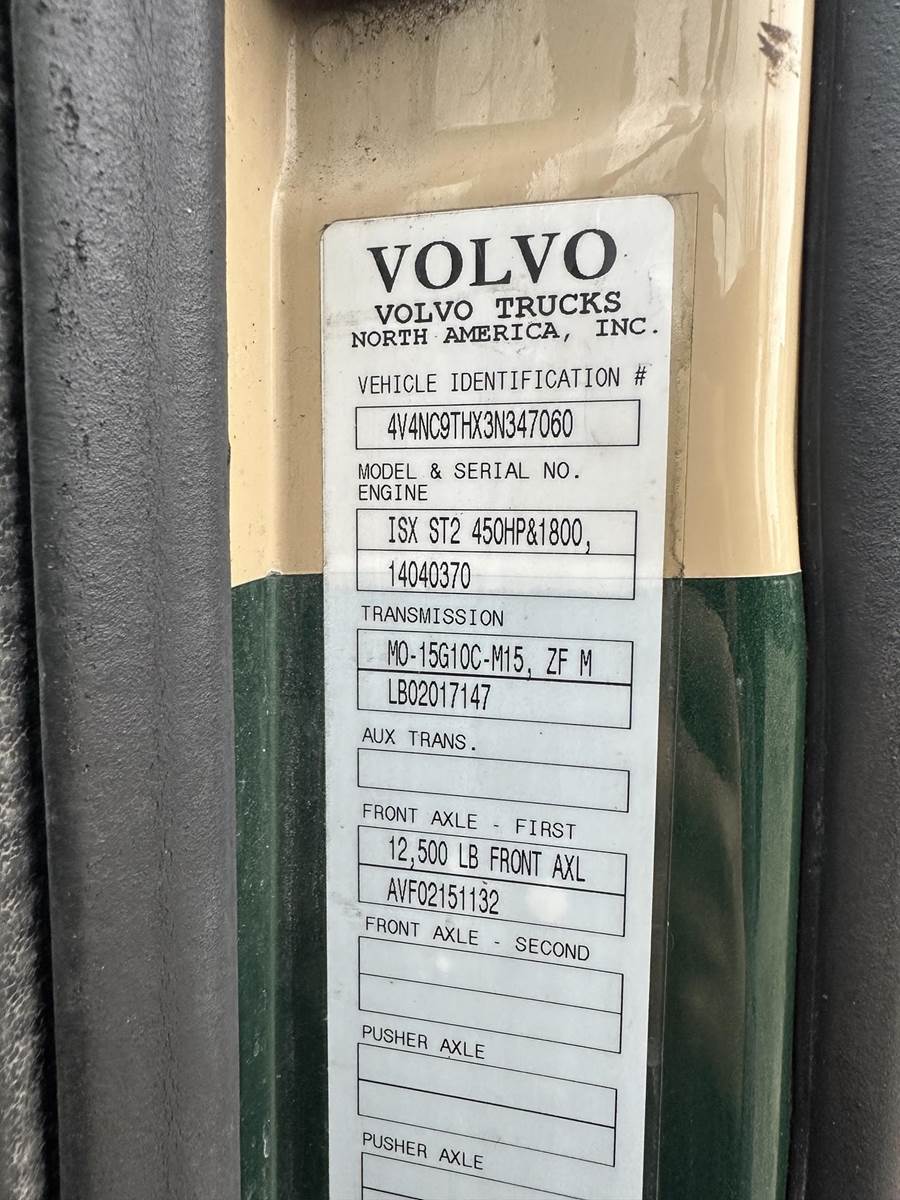 VOLVO
VOLVO TRUCKS
NORTH AMERICA, INC.
VEHICLE IDENTIFICATION #
4V4NC9THX3N347060
MODEL & SERIAL NO.
ENGINE
ISX ST2 450HP&1800,
14040370
TRANSMISSION
MO-15G10C-M15, ZF M
LB02017147
AUX TRANS.
FRONT AXLE - FIRST
12,500 LB FRONT AXL
AVF02151132
FRONT AXLE - SECOND
PUSHER AXLE
PUSHER AXLE